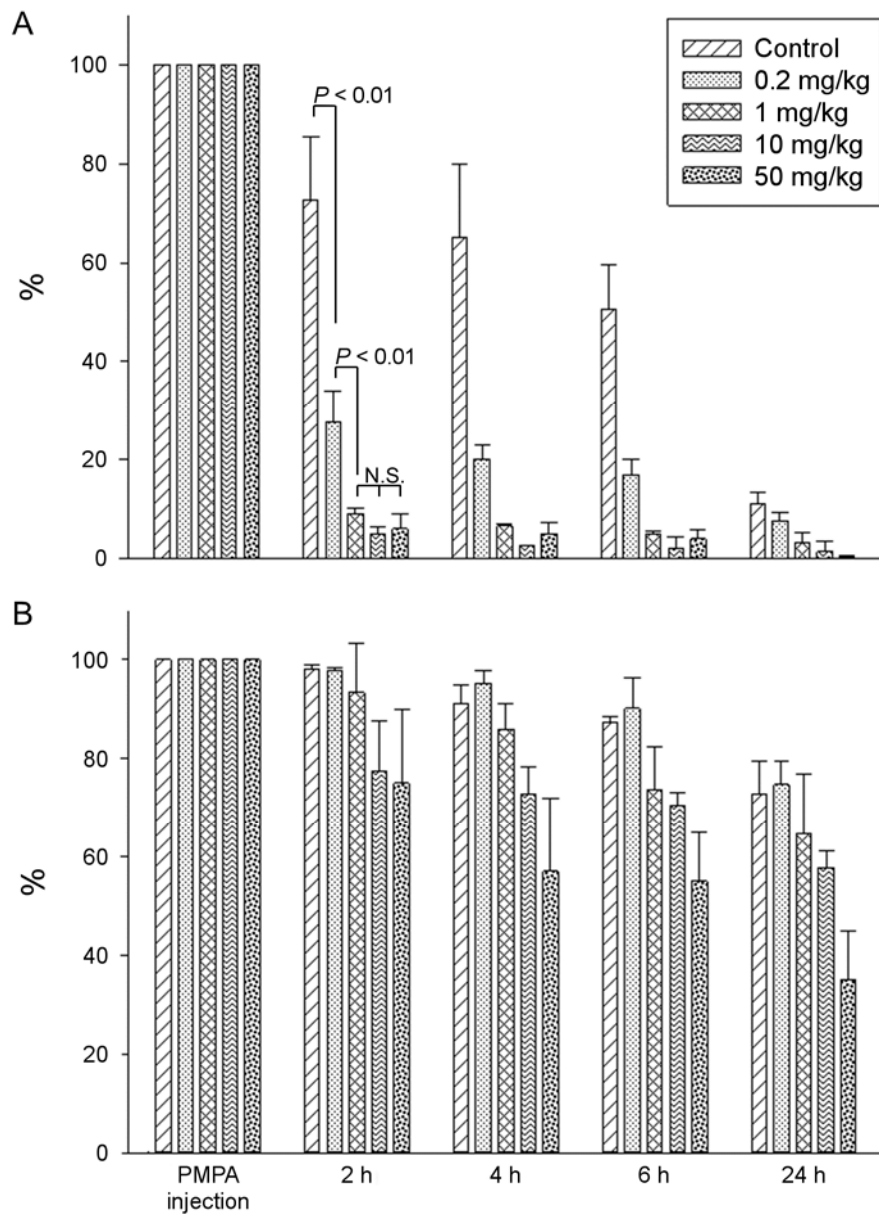 A
Control
0.2 mg/kg
1 mg/kg
10 mg/kg
50 mg/kg
%
100
80
60
40
20
0
P < 0.01
P < 0.01
N.S.
B
%
100
80
60
40
20
0
PMPA
injection
2 h
4 h
6 h
24 h